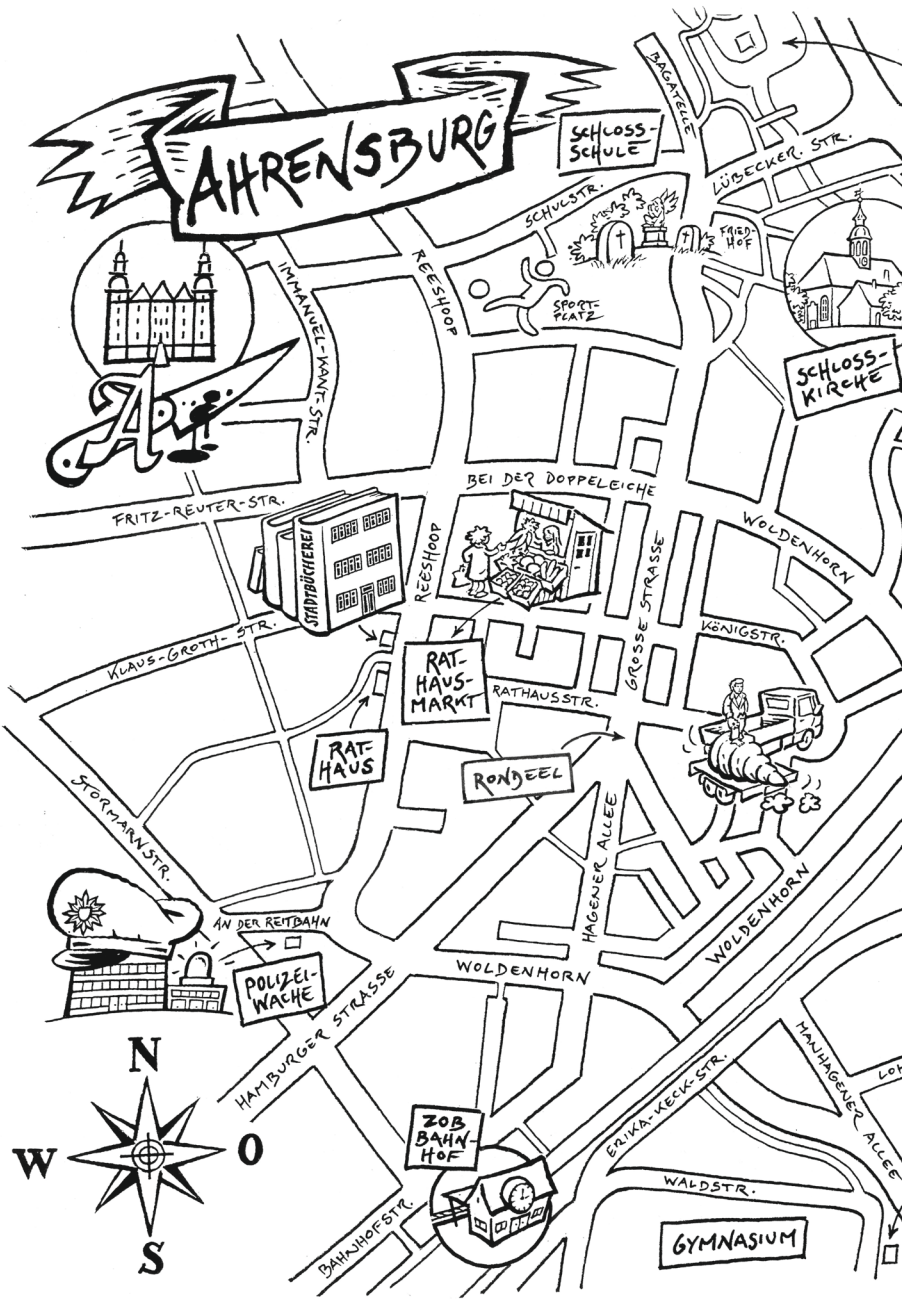 AHRENSBURG
BAGATELLE
SCHLOSS-
SCHULE
LÜBECKER STR.
SCHULSTR.
FRIED-
HOF
REESHOOP
IMMANUEL-KANT-STR.
SPORT-
PLATZ
SCHLOSS-
KIRCHE
A
BEI DER DOPPELEICHE
FRITZ-REUTER-STR.
WOLDENHORN
STADTBÜCHEREI
REESHOOP
GROSSE STRASSE
KÖNIGSTR.
KLAUS-GROTH-STR.
RAT-
HAUS-
MARKT
RATHAUSSTR.
RAT-
HAUS
RONDEEL
STORMARNSTR.
HAGENER ALLEE
WOLDENHORN
AN DER REITBAHN
POLIZEI-
WACHE
WOLDENHORN
HAMBURGER STRASSE
MANHAGENER ALLEE
LOH
N
W
O
S
ZOB
BAHN-
HOF
ERIKA-KECK-STR.
WALDSTR.
BAHNHOFSTR.
GYMNASIUM